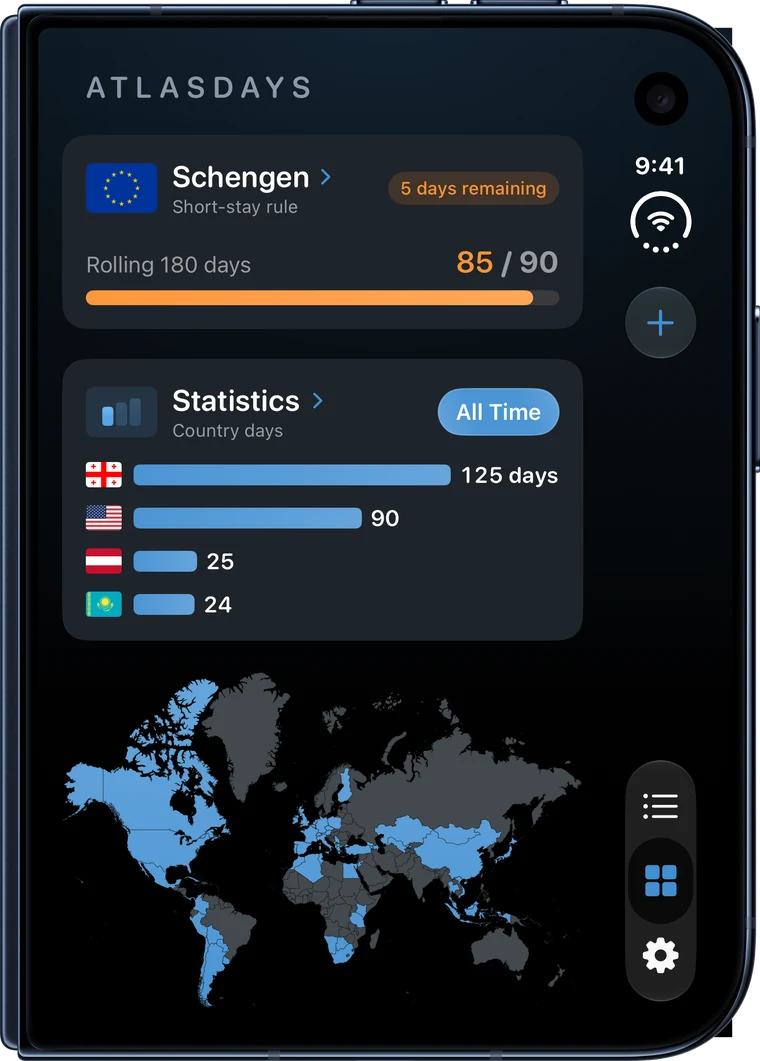 ATLASDAYS
Schengen
Short-stay rule
5 days remaining
9:41
Rolling 180 days
85 / 90
Statistics
Country days
All Time
125 days
90
25
24